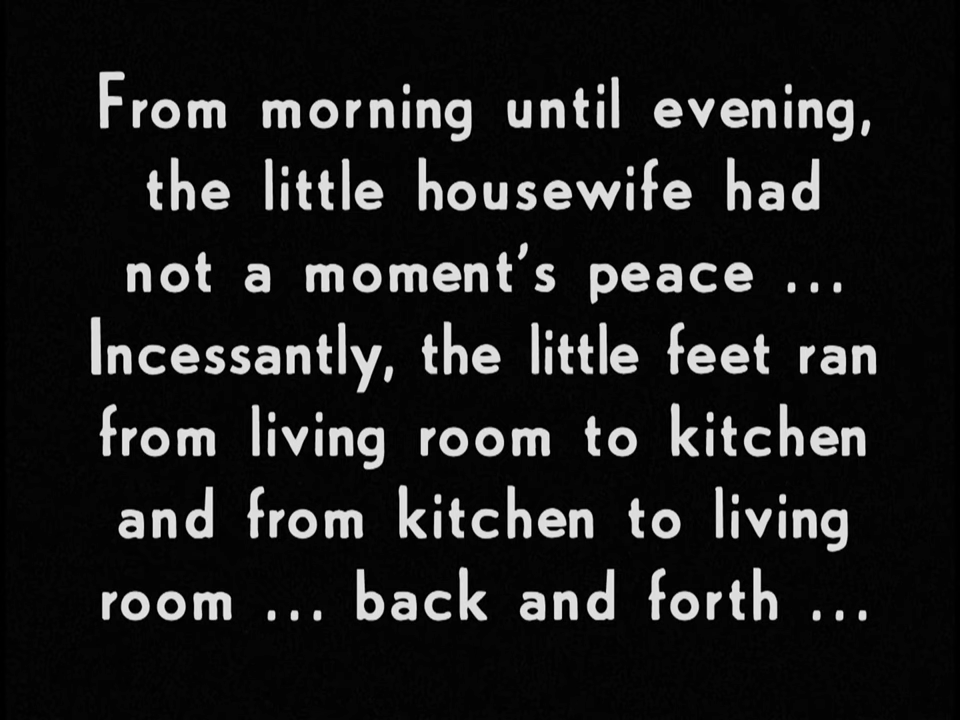 From morning until evening,
the little housewife had
not a moment's peace ...
Incessantly, the little feet ran
from living room to kitchen
and from kitchen to living
room ... back and forth ...